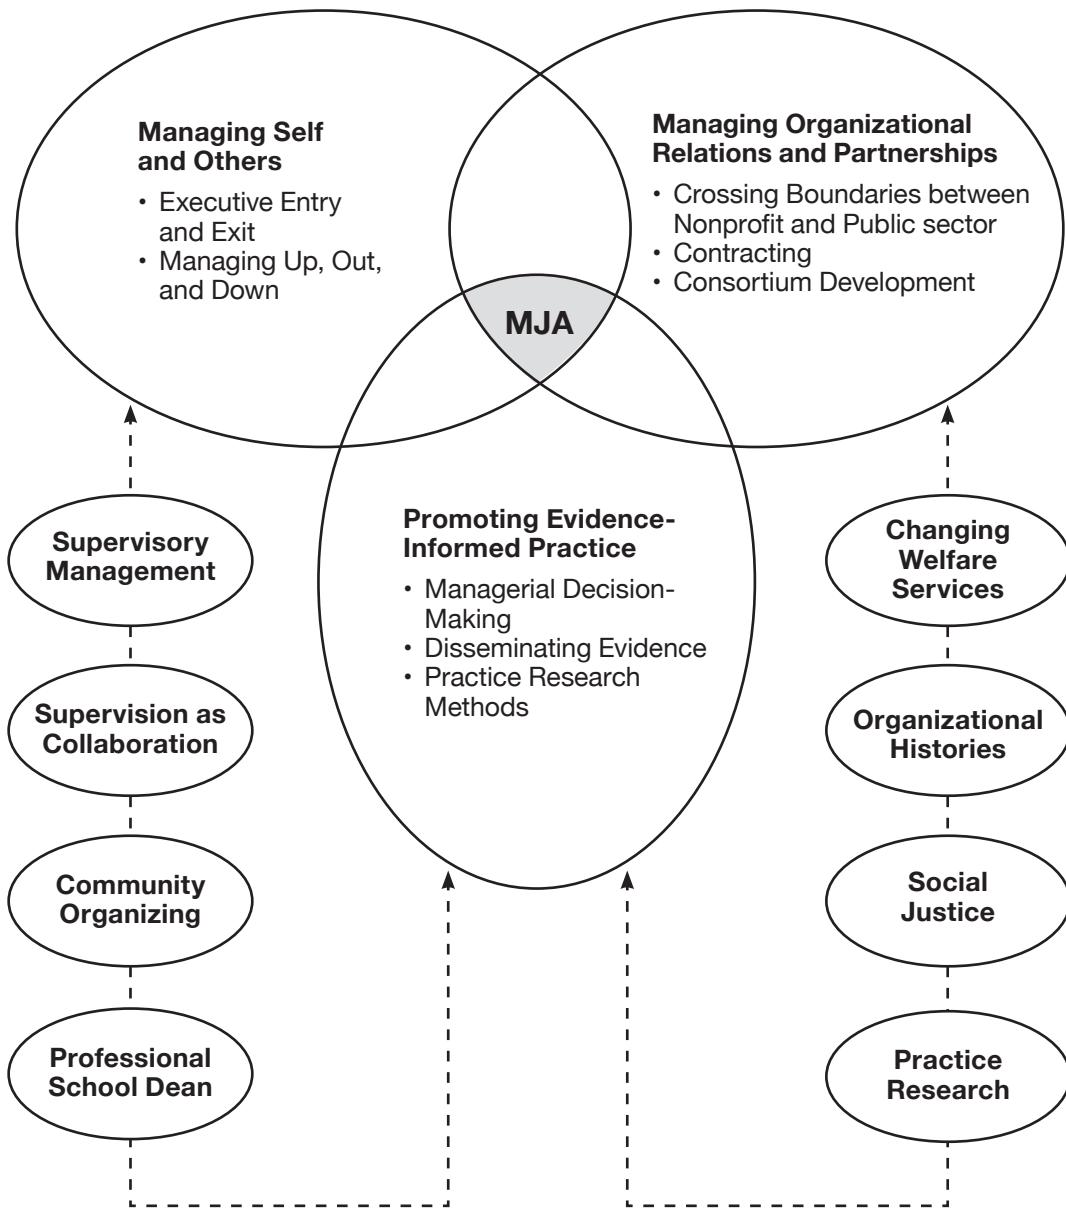 Managing Self
and Others
• Executive Entry
and Exit
• Managing Up, Out,
and Down
Managing Organizational
Relations and Partnerships
• Crossing Boundaries between
Nonprofit and Public sector
• Contracting
• Consortium Development
MJA
Promoting Evidence-
Informed Practice
• Managerial Decision-
Making
• Disseminating Evidence
• Practice Research
Methods
Supervisory
Management
Supervision as
Collaboration
Community
Organizing
Professional
School Dean
Changing
Welfare
Services
Organizational
Histories
Social
Justice
Practice
Research